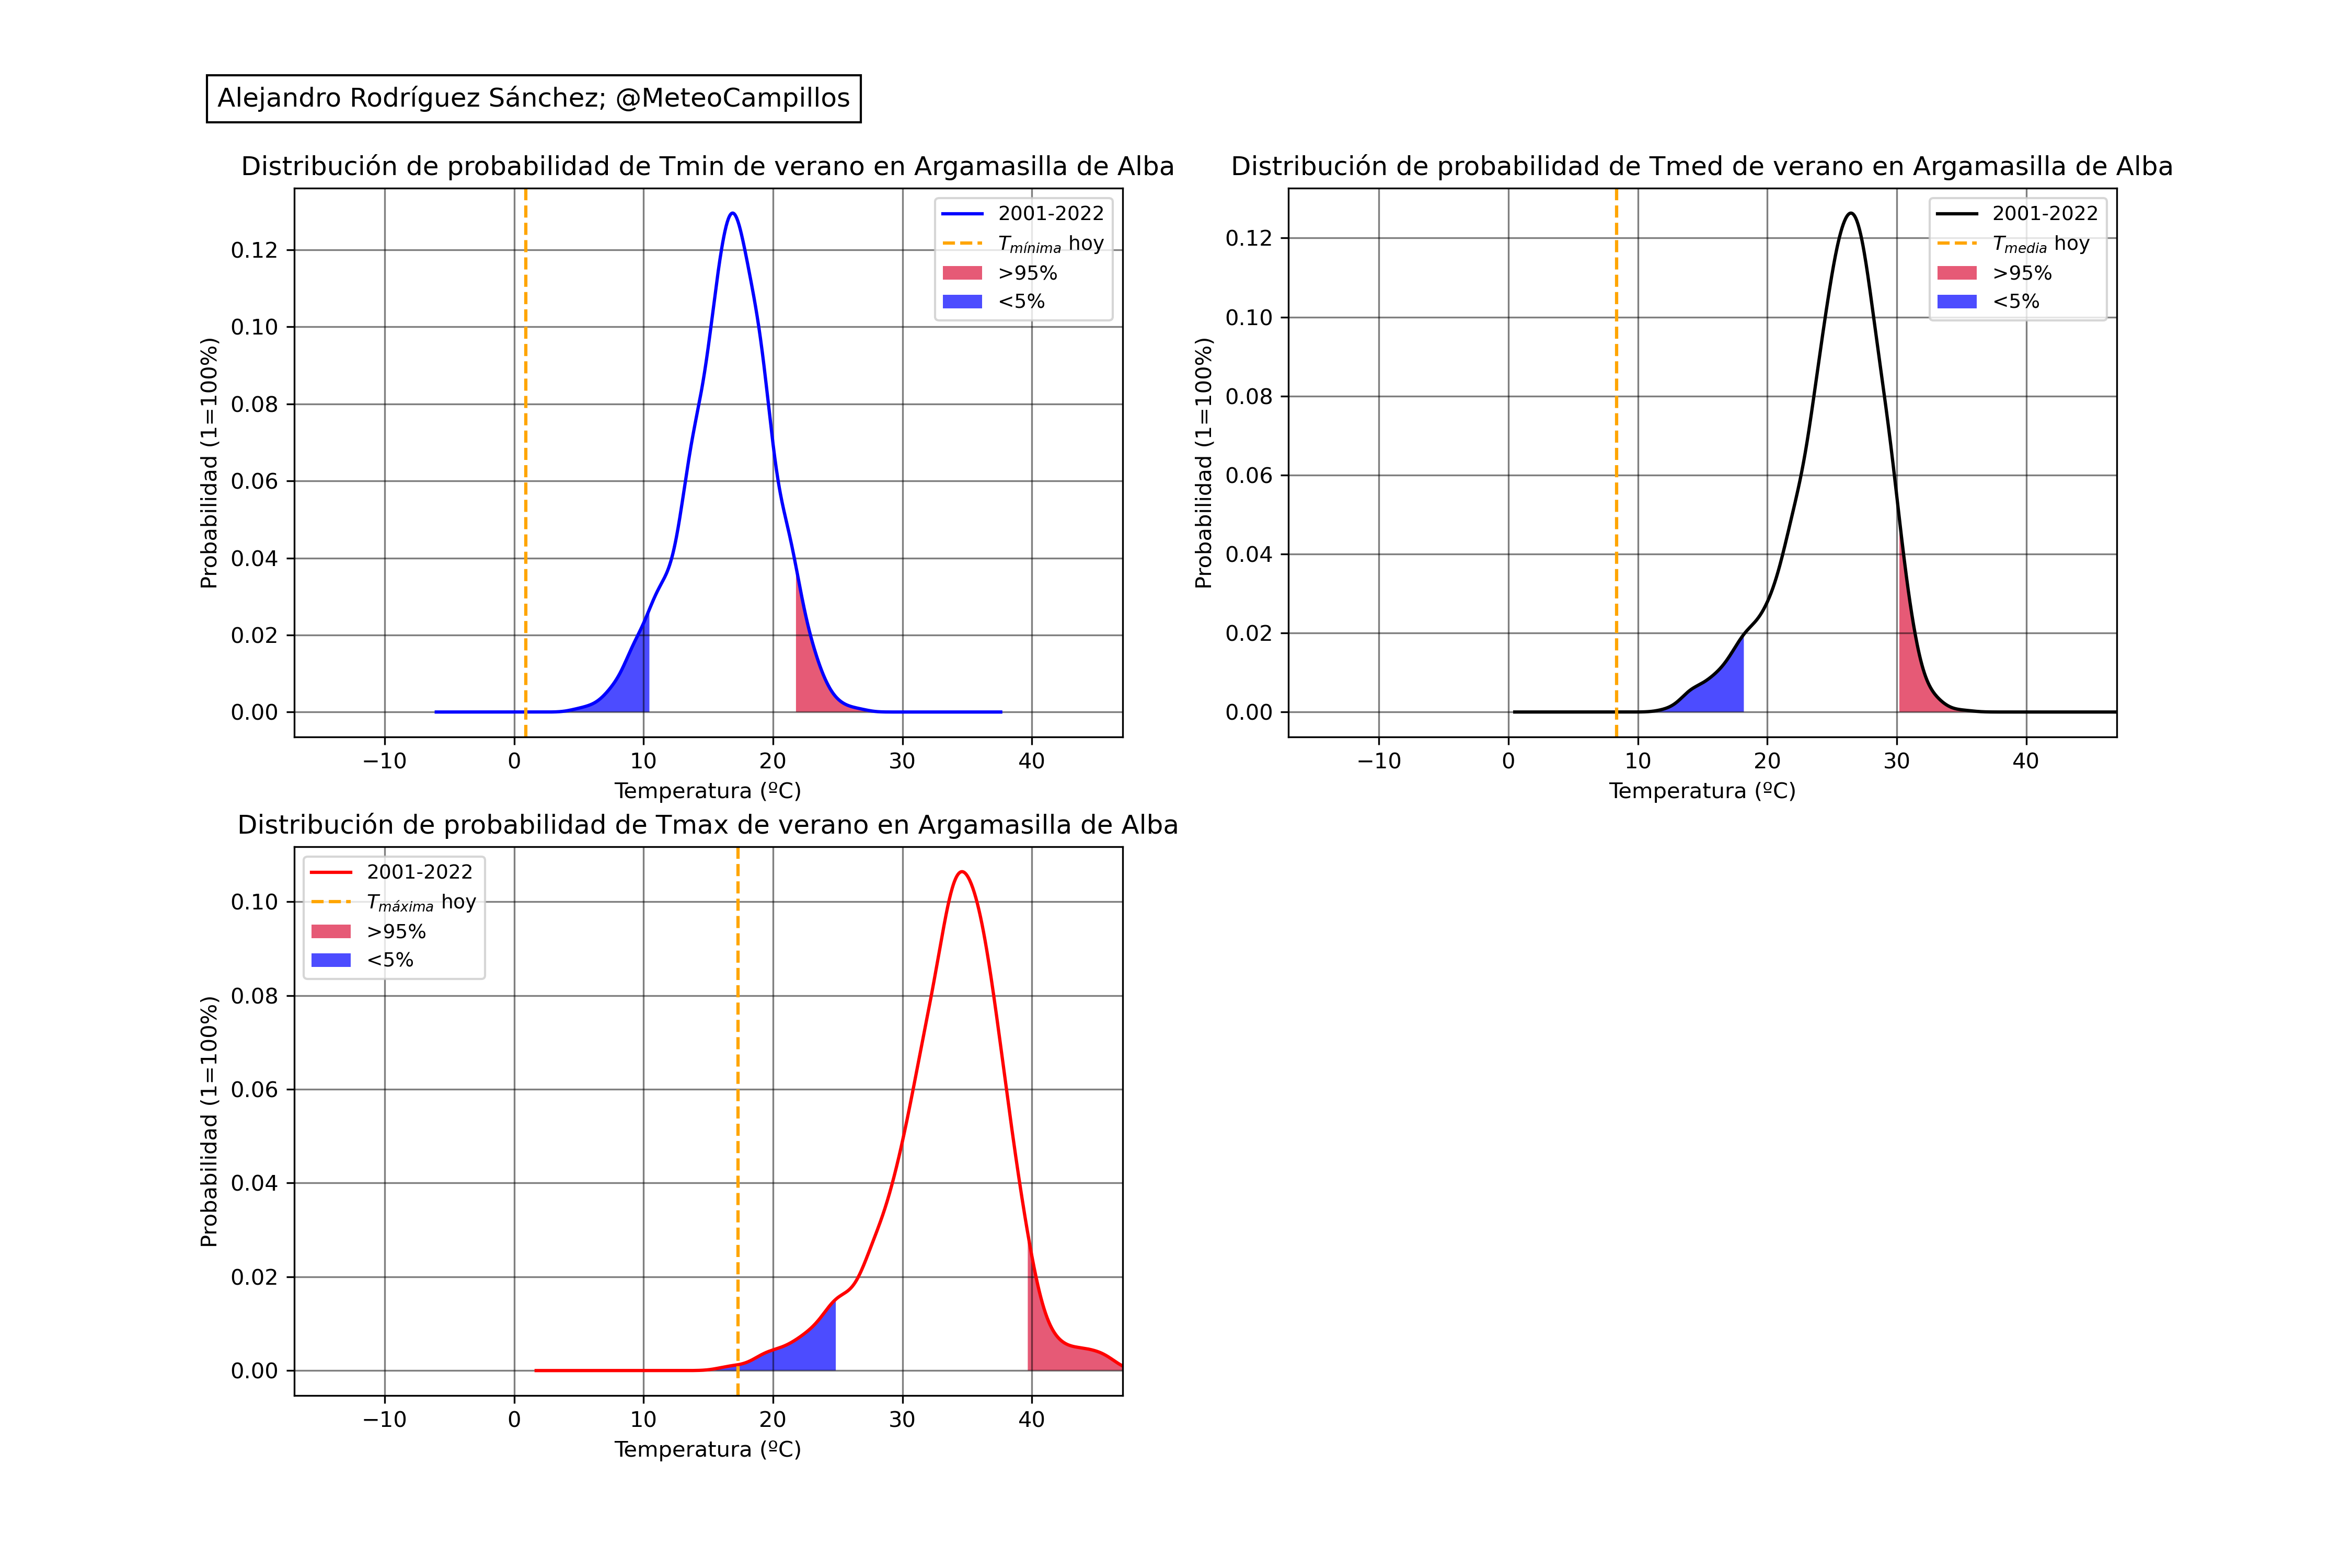 Alejandro Rodríguez Sánchez; @MeteoCampillos
Distribución de probabilidad de Tmin de verano en Argamasilla de Alba
Probabilidad (1=100%)
0.12
0.10
0.08
0.06
0.04
0.02
0.00
2001-2022
Tmínima hoy
>95%
<5%
−10 0 10 20 30 40
Temperatura (ºC)
Distribución de probabilidad de Tmed de verano en Argamasilla de Alba
Probabilidad (1=100%)
0.12
0.10
0.08
0.06
0.04
0.02
0.00
2001-2022
Tmedia hoy
>95%
<5%
−10 0 10 20 30 40
Temperatura (ºC)
Distribución de probabilidad de Tmax de verano en Argamasilla de Alba
Probabilidad (1=100%)
0.10
0.08
0.06
0.04
0.02
0.00
2001-2022
Tmáxima hoy
>95%
<5%
−10 0 10 20 30 40
Temperatura (ºC)